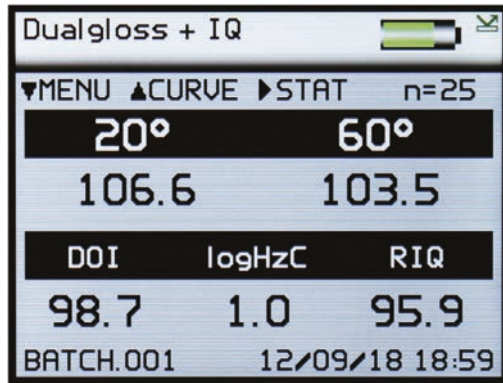 Dualgloss + IQ
▼MENU ▲CURVE ▶STAT n=25
20° 60°
106.6 103.5
DOI logHzC RIQ
98.7 1.0 95.9
BATCH.001 12/09/18 18:59